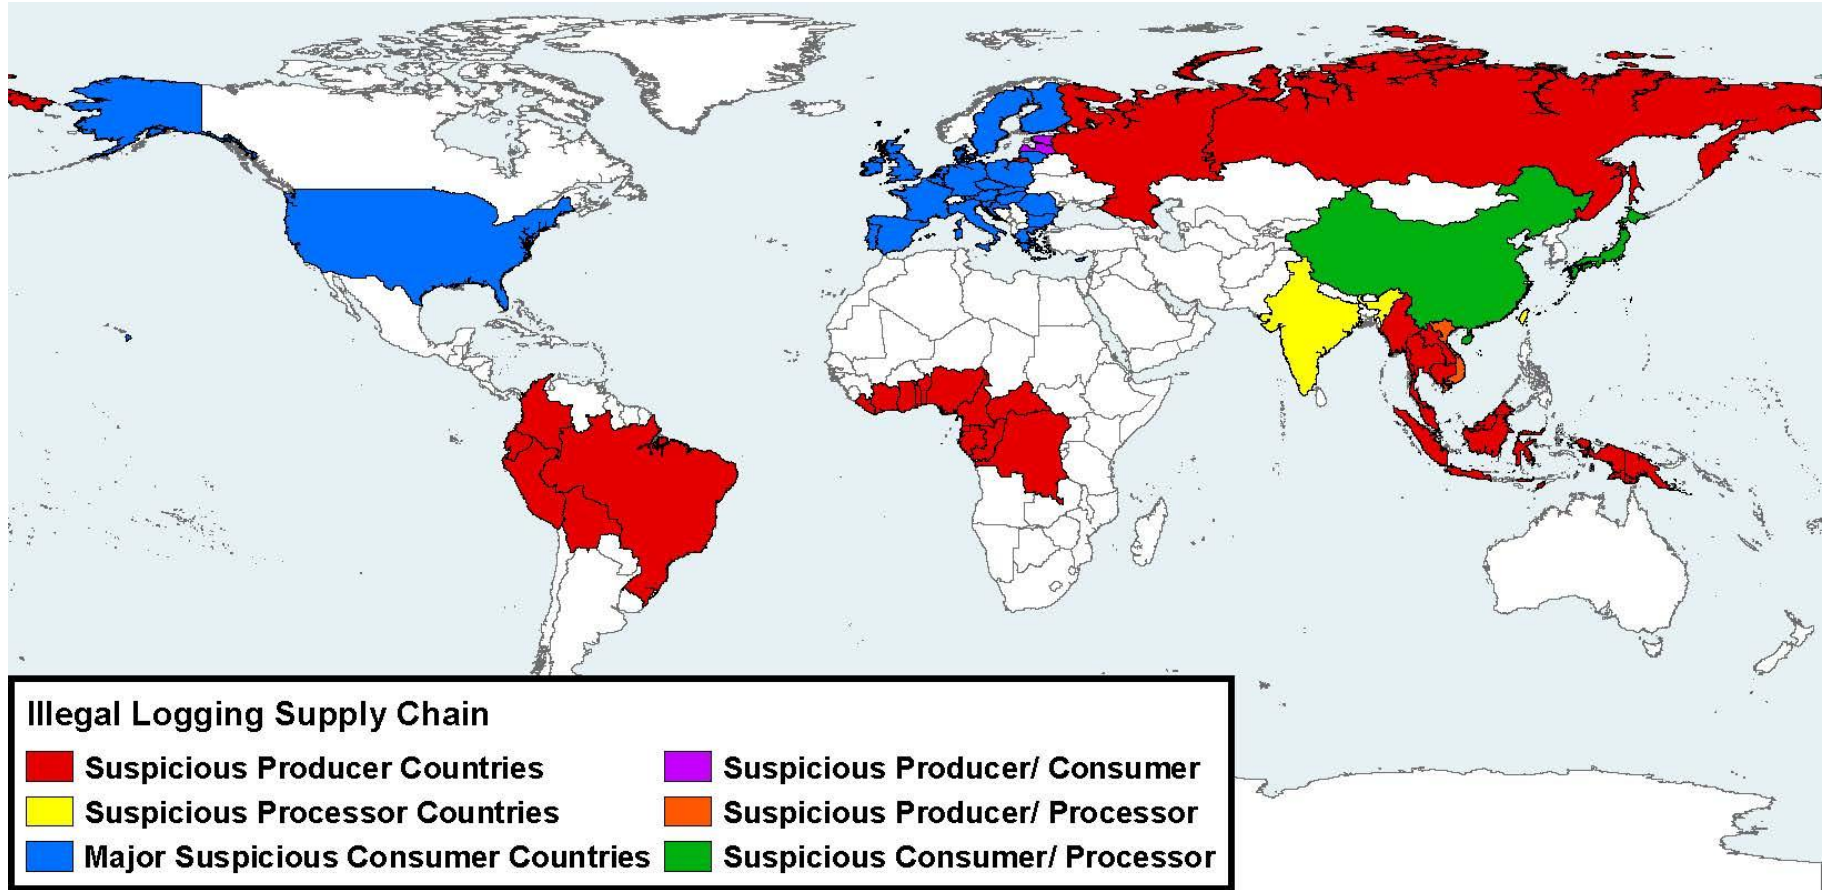 Illegal Logging Supply Chain
Suspicious Producer Countries
Suspicious Processor Countries
Major Suspicious Consumer Countries
Suspicious Producer/ Consumer
Suspicious Producer/ Processor
Suspicious Consumer/ Processor